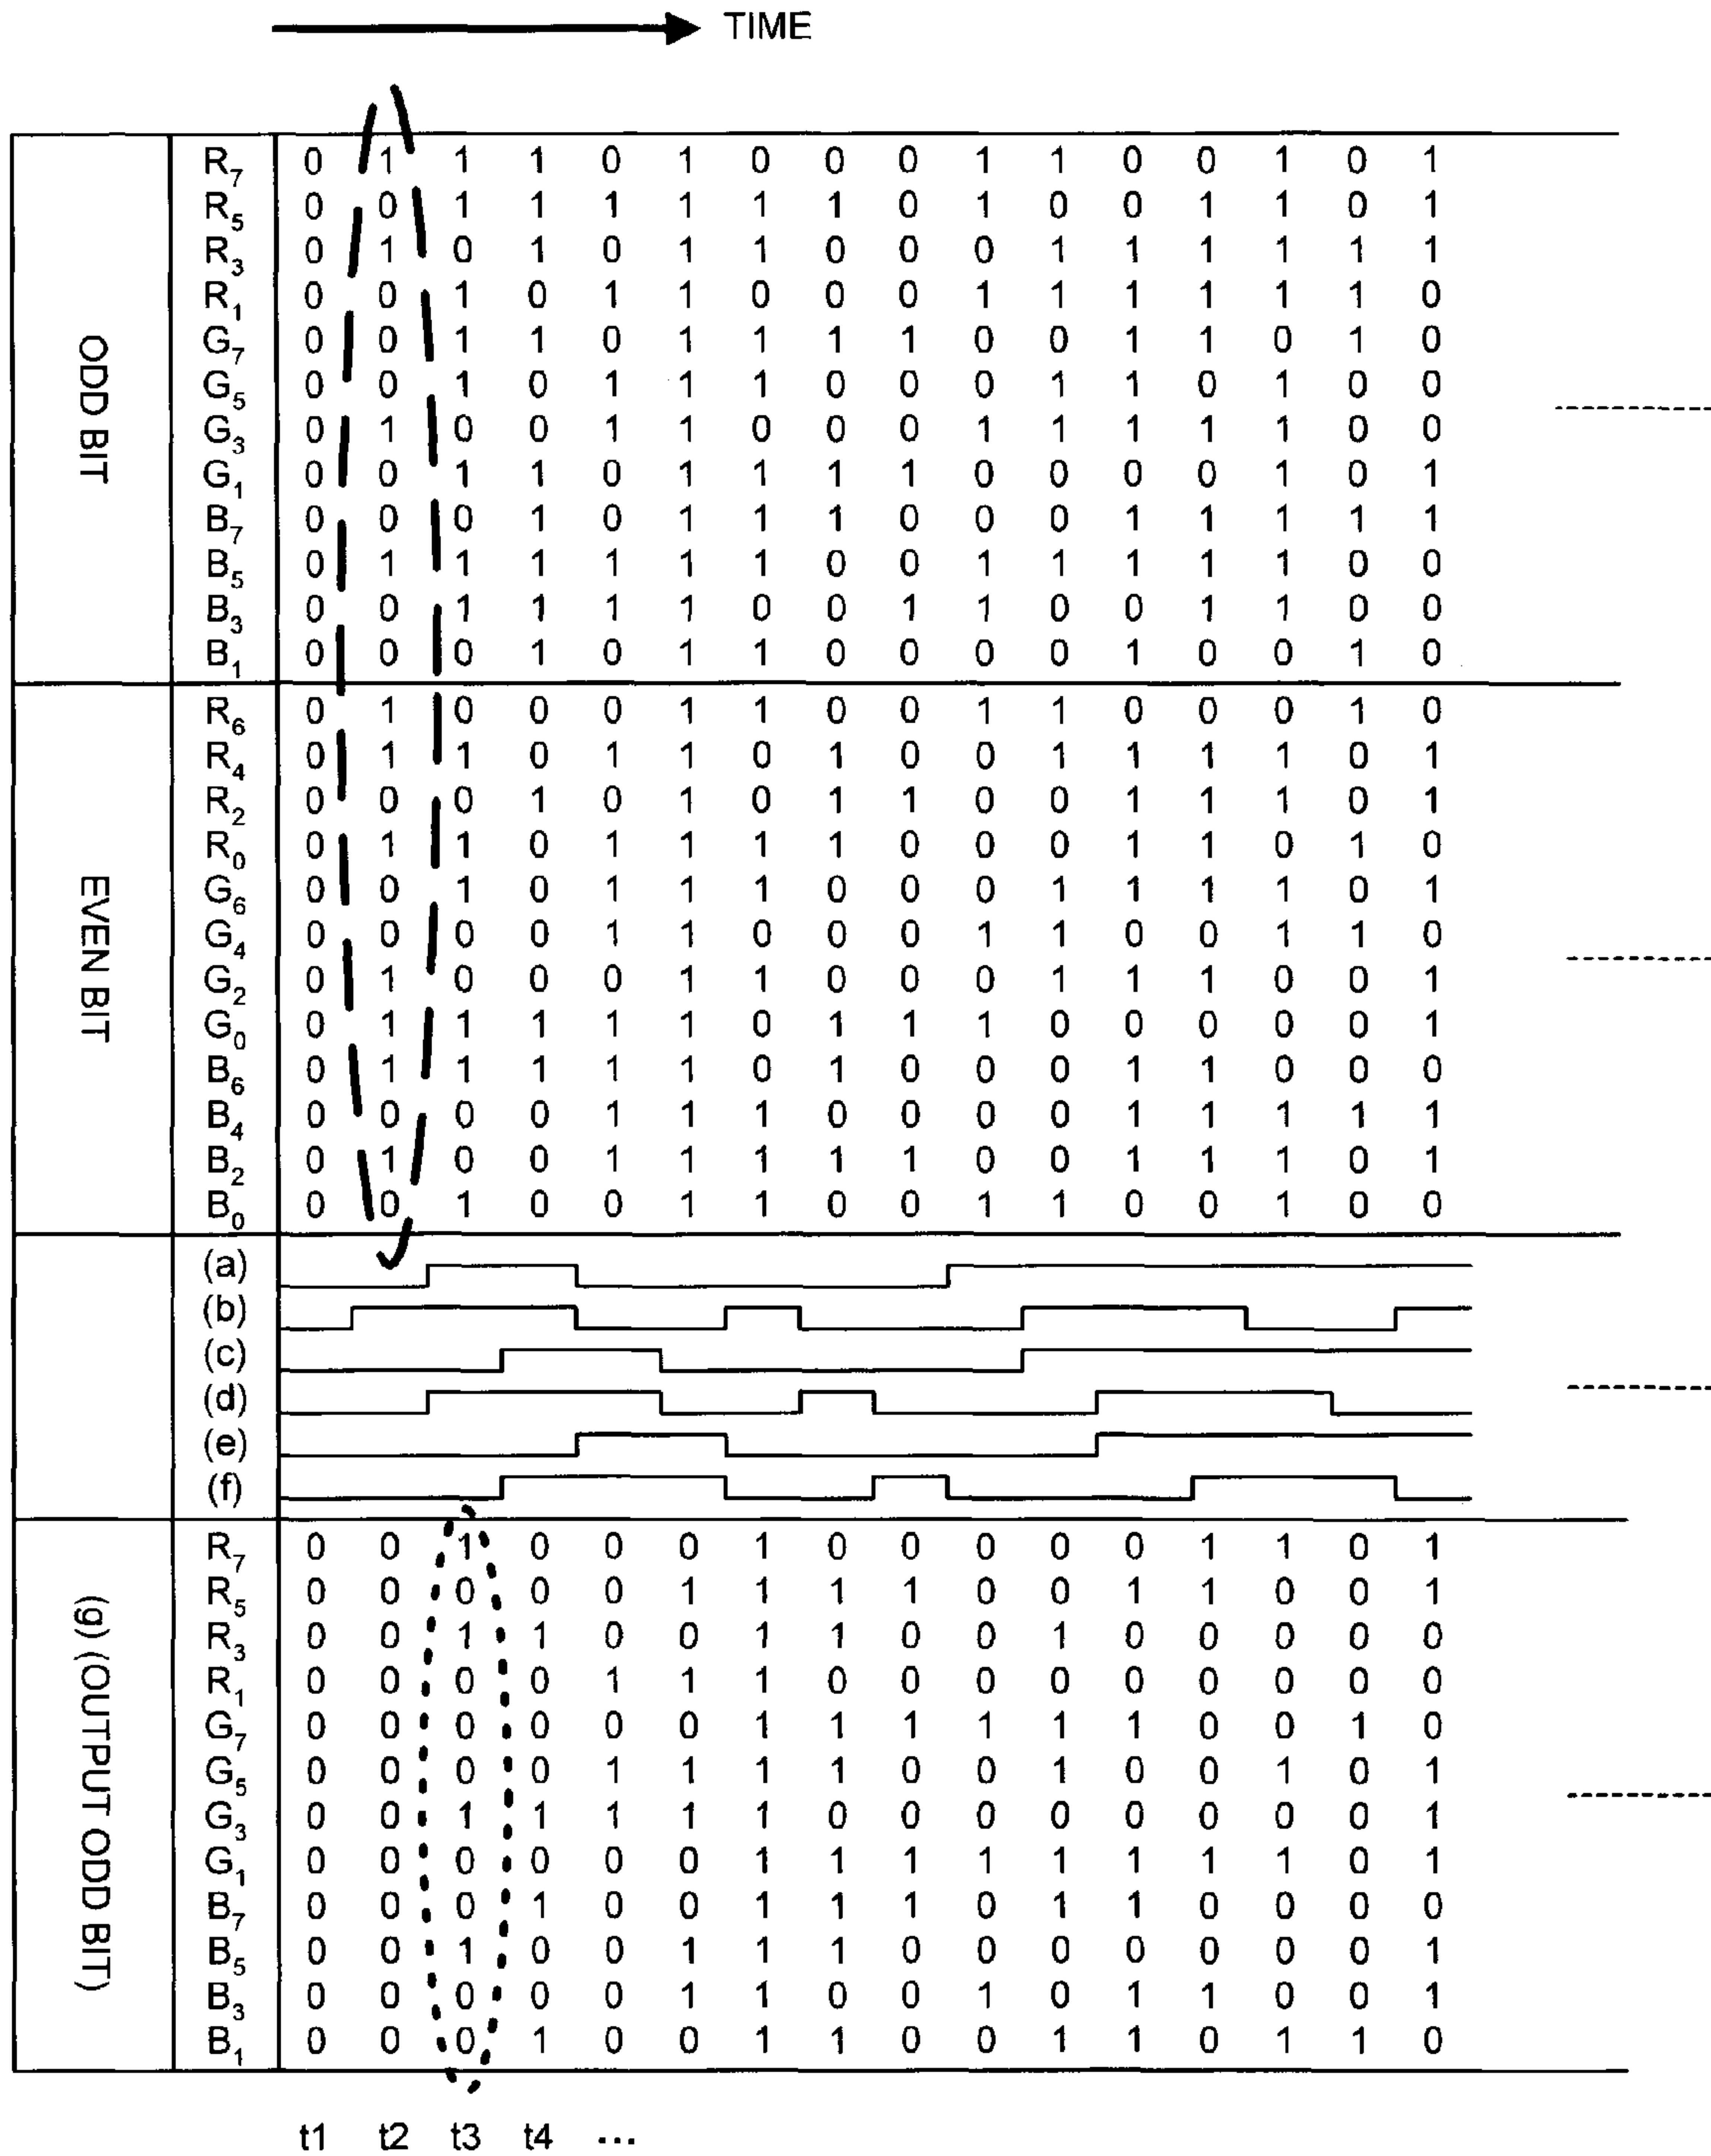 TIME
ODD BIT
R7 0 1 1 1 0 1 0 0 0 1 1 0 0 1 0 1
R5 0 0 1 1 1 1 1 1 0 1 0 0 1 1 0 1
R3 0 1 0 1 0 1 1 0 0 0 1 1 1 1 1 1
R1 0 0 1 0 1 1 0 0 0 1 1 1 1 1 1 0
G7 0 0 1 1 0 1 1 1 1 0 0 1 1 0 1 0
G5 0 0 1 0 1 1 1 0 0 0 1 1 0 1 0 0
G3 0 1 0 0 1 1 0 0 0 1 1 1 1 1 0 0
G1 0 0 1 1 0 1 1 1 1 0 0 0 0 1 0 1
B7 0 0 0 1 0 1 1 1 0 0 0 1 1 1 1 1
B5 0 1 1 1 1 1 1 0 0 1 1 1 1 1 0 0
B3 0 0 1 1 1 1 0 0 1 1 0 0 1 1 0 0
B1 0 0 0 1 0 1 1 0 0 0 0 1 0 0 1 0
EVEN BIT
R6 0 1 0 0 0 1 1 0 0 1 1 0 0 0 1 0
R4 0 1 1 0 1 1 0 1 0 0 1 1 1 1 0 1
R2 0 0 0 1 0 1 0 1 1 0 0 1 1 1 0 1
R0 0 1 1 0 1 1 1 1 0 0 0 1 1 0 1 0
G6 0 0 1 0 1 1 1 0 0 0 1 1 1 1 0 1
G4 0 0 0 0 1 1 0 0 0 1 1 0 0 1 1 0
G2 0 1 0 0 0 1 1 0 0 0 1 1 1 0 0 1
G0 0 1 1 1 1 1 0 1 1 1 0 0 0 0 0 1
B6 0 1 1 1 1 1 0 1 0 0 0 1 1 0 0 0
B4 0 0 0 0 1 1 1 0 0 0 0 1 1 1 1 1
B2 0 1 0 0 1 1 1 1 1 0 0 1 1 1 0 1
B0 0 0 1 0 0 1 1 0 0 1 1 0 0 1 0 0
(a)
(b)
(c)
(d)
(e)
(f)
(g) (OUTPUT ODD BIT)
R7 0 0 1 0 0 0 1 0 0 0 0 0 1 1 0 1
R5 0 0 0 0 0 1 1 1 1 0 0 1 1 0 0 1
R3 0 0 1 1 0 0 1 1 0 0 1 0 0 0 0 0
R1 0 0 0 0 1 1 1 0 0 0 0 0 0 0 0 0
G7 0 0 0 0 0 0 1 1 1 1 1 1 0 0 1 0
G5 0 0 0 0 1 1 1 1 0 0 1 0 0 1 0 1
G3 0 0 1 1 1 1 1 0 0 0 0 0 0 0 0 1
G1 0 0 0 0 0 0 1 1 1 1 1 1 1 1 0 1
B7 0 0 0 1 0 0 1 1 1 0 1 1 0 0 0 0
B5 0 0 1 0 0 1 1 1 0 0 0 0 0 0 0 1
B3 0 0 0 0 0 1 1 0 0 1 0 1 1 0 0 1
B1 0 0 0 1 0 0 1 1 0 0 1 1 0 1 1 0
t1 t2 t3 t4 ...